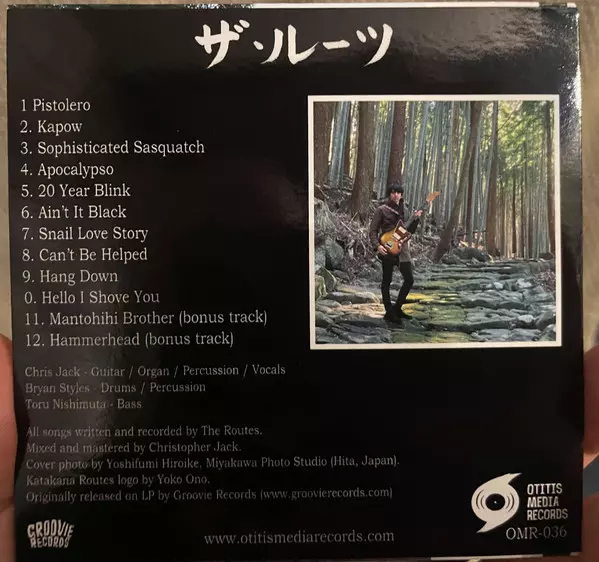 ザ・ルーツ
1 Pistolero
2. Kapow
3. Sophisticated Sasquatch
4. Apocalypso
5. 20 Year Blink
6. Ain't It Black
7. Snail Love Story
8. Can't Be Helped
9. Hang Down
0. Hello I Shove You
11. Mantohihi Brother (bonus track)
12. Hammerhead (bonus track)
Chris Jack - Guitar / Organ / Percussion / Vocals
Bryan Styles - Drums / Percussion
Toru Nishimuta - Bass
All songs written and recorded by The Routes.
Mixed and mastered by Christopher Jack.
Cover photo by Yoshifumi Hiroike, Miyakawa Photo Studio (Hita, Japan).
Katakana Routes logo by Yoko Ono.
Originally released on LP by Groovie Records (www.groovierecords.com)
GROOVIE
RECORDS
www.otitismediarecords.com
OTITIS
MEDIA
RECORDS
OMR-036